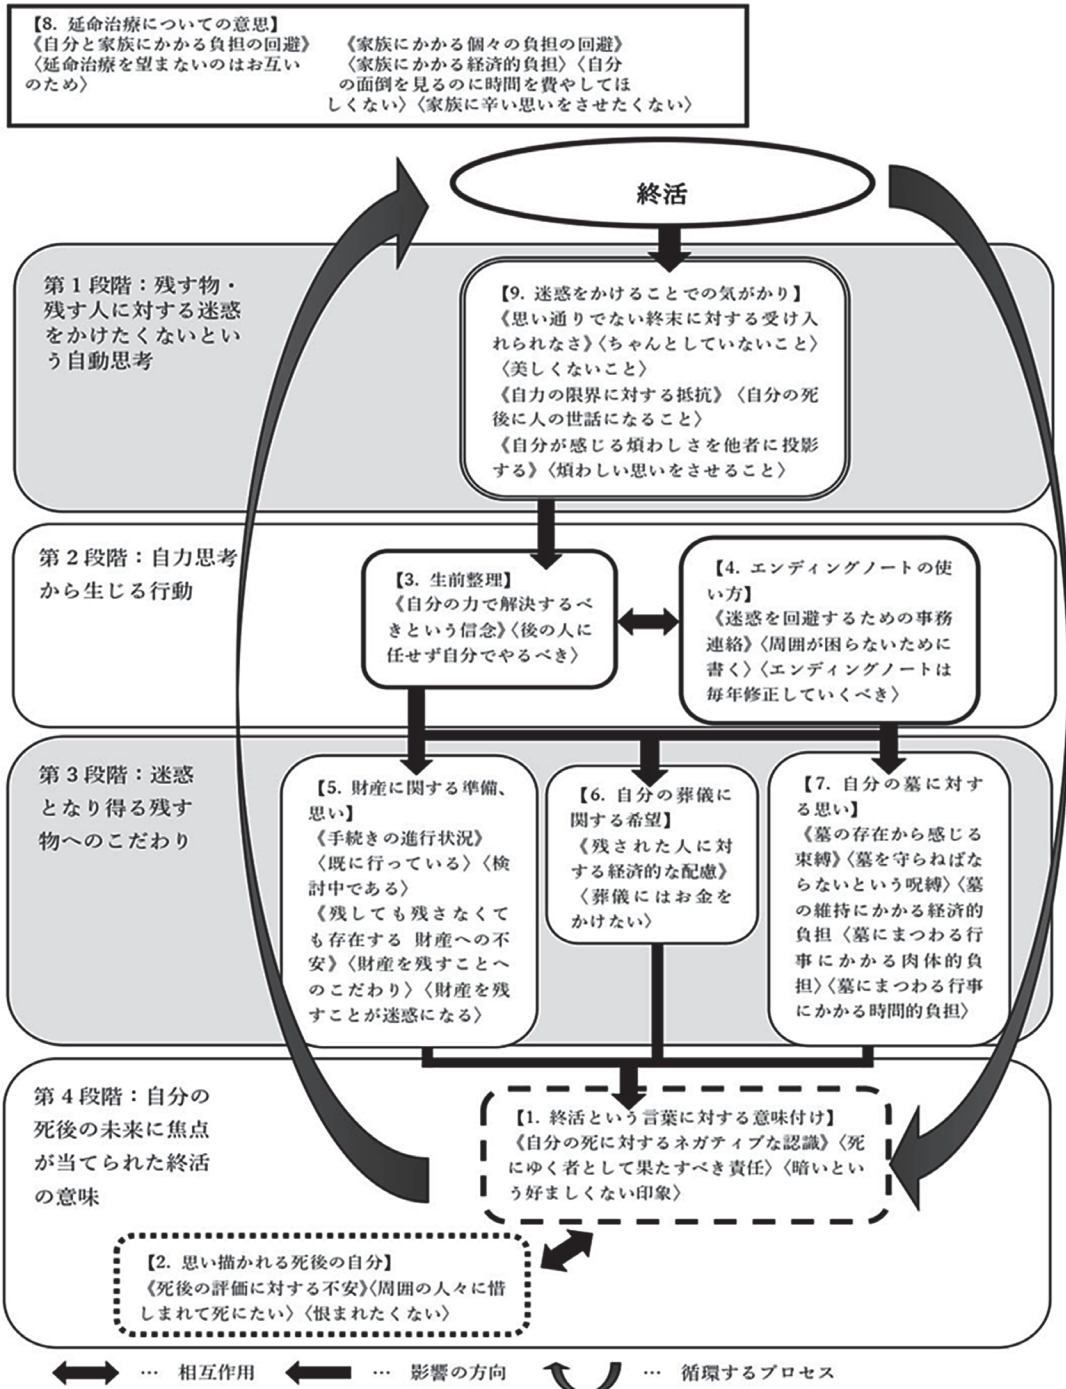 【8. 延命治療についての意思】
《自分と家族にかかる負担の回避》
〈延命治療を望まないのはお互い
のため〉
《家族にかかる個々の負担の回避》
〈家族にかかる経済的負担〉〈自分
の面倒を見るのに時間を費やしてほ
しくない〉〈家族に辛い思いをさせたくない〉
終活
第1段階：残す物・
残す人に対する迷惑
をかけたくないとい
う自動思考
【9. 迷惑をかけることでの気がかり】
《思い通りでない終末に対する受け入
れられなさ》〈ちゃんとしていないこと〉
〈美しくないこと〉
《自力の限界に対する抵抗》〈自分の死
後に人の世話になること〉
《自分が感じる煩わしさを他者に投影
する》〈煩わしい思いをさせること〉
第2段階：自力思考
から生じる行動
【3. 生前整理】
《自分の力で解決するべ
きという信念》〈後の人に
任せず自分でやるべき〉
【4. エンディングノートの使
い方】
《迷惑を回避するための事務
連絡》〈周囲が困らないために
書く〉〈エンディングノートは
毎年修正していくべき〉
第3段階：迷惑
となり得る残す
物へのこだわり
【5. 財産に関する準備、
思い】
《手続きの進行状況》
〈既に行っている〉〈検
討中である〉
《残しても残さなくて
も存在する 財産への不
安》〈財産を残すことへ
のこだわり〉〈財産を残
すことが迷惑になる〉
【6. 自分の葬儀に
関する希望】
《残された人に対
する経済的な配慮》
〈葬儀にはお金を
かけない〉
【7. 自分の墓に対す
る思い】
《墓の存在から感じる
束縛》〈墓を守らねばな
らないという呪縛〉〈墓
の維持にかかる経済的
負担〈墓にまつわる行
事にかかる肉体的負
担〉〈墓にまつわる行事
にかかる時間的負担〉
第4段階：自分の
死後の未来に焦点
が当てられた終活
の意味
【1. 終活という言葉に対する意味付け】
《自分の死に対するネガティブな認識》〈死
にゆく者として果たすべき責任〉〈暗いとい
う好ましくない印象〉
【2. 思い描かれる死後の自分】
《死後の評価に対する不安》〈周囲の人々に惜
しまれて死にたい〉〈恨まれたくない〉
… 相互作用 … 影響の方向 … 循環するプロセス